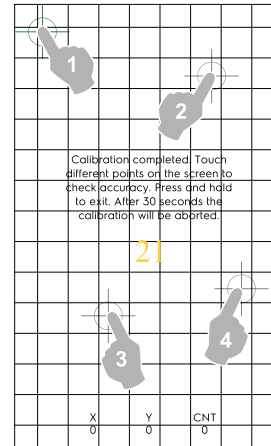 1
2
Calibration completed. Touch
different points on the screen to
check accuracy. Press and hold
to exit. After 30 seconds the
calibration will be aborted.
21
3
4
X Y CNT
0 0 0